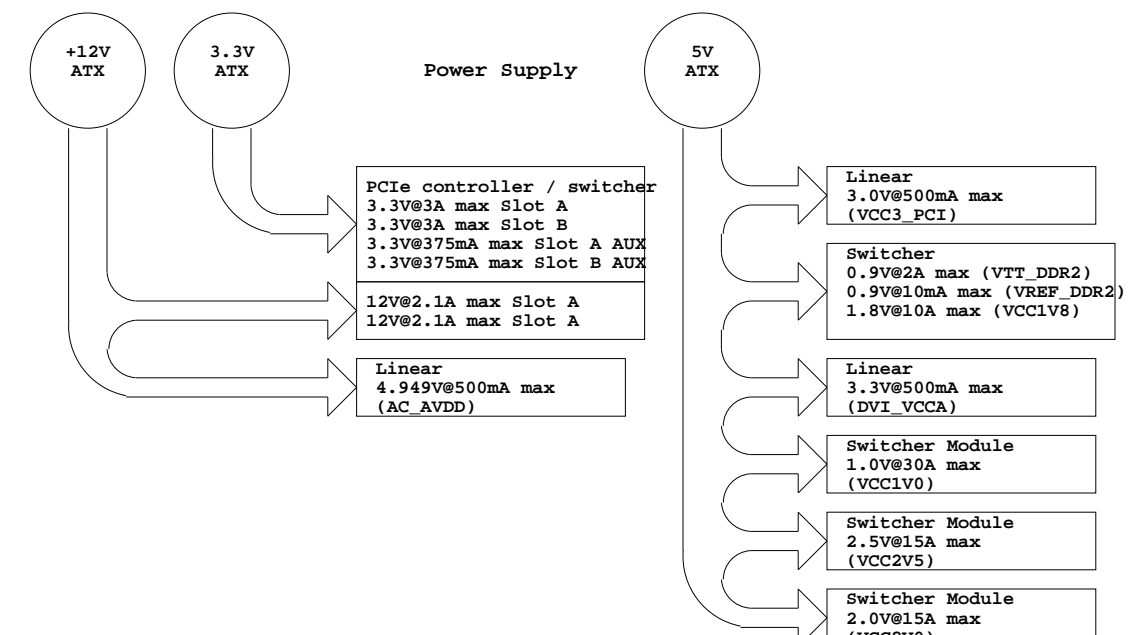 +12V
ATX
3.3V
ATX
Power Supply
5V
ATX
PCIe controller / switcher
3.3V@3A max Slot A
3.3V@3A max Slot B
3.3V@375mA max Slot A AUX
3.3V@375mA max Slot B AUX
12V@2.1A max Slot A
12V@2.1A max Slot A
Linear
4.949V@500mA max
(AC_AVDD)
Linear
3.0V@500mA max
(VCC3_PCI)
Switcher
0.9V@2A max (VTT_DDR2)
0.9V@10mA max (VREF_DDR2)
1.8V@10A max (VCC1V8)
Linear
3.3V@500mA max
(DVI_VCCA)
Switcher Module
1.0V@30A max
(VCC1V0)
Switcher Module
2.5V@15A max
(VCC2V5)
Switcher Module
2.0V@15A max